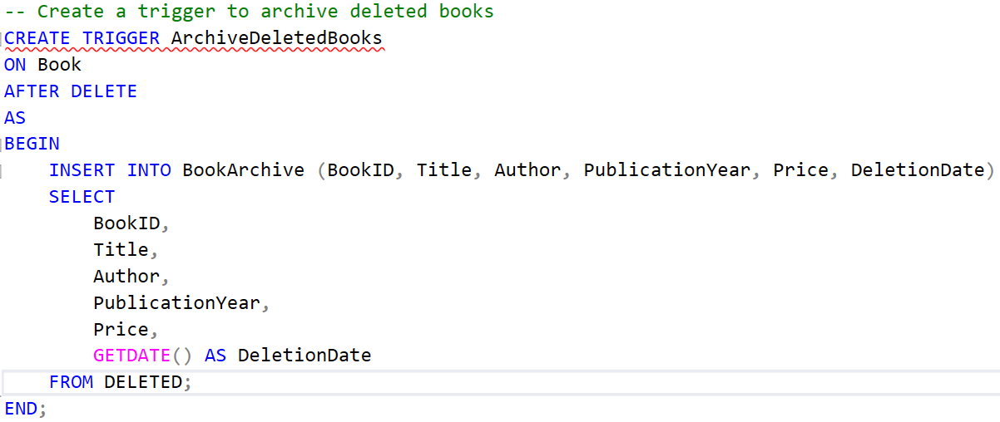 -- Create a trigger to archive deleted books
CREATE TRIGGER ArchiveDeletedBooks
ON Book
AFTER DELETE
AS
BEGIN
    INSERT INTO BookArchive (BookID, Title, Author, PublicationYear, Price, DeletionDate)
    SELECT
        BookID,
        Title,
        Author,
        PublicationYear,
        Price,
        GETDATE() AS DeletionDate
    FROM DELETED;
END;